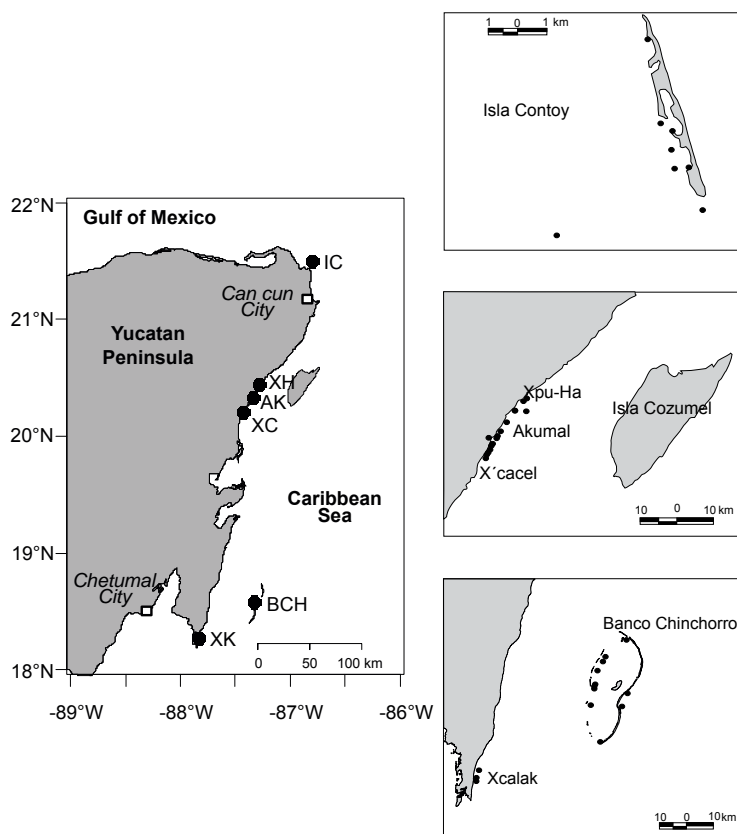 22°N
Gulf of Mexico
IC
Can cun
City
21°N
Yucatan
Peninsula
XH
AK
XC
20°N
Caribbean
Sea
19°N
Chetumal
City
BCH
XK
0 50 100 km
18°N
-89°W -88°W -87°W -86°W
1 0 1 km
Isla Contoy
Xpu-Ha
Isla Cozumel
Akumal
X´cacel
10 0 10 km
Banco Chinchorro
Xcalak
10 0 10 km